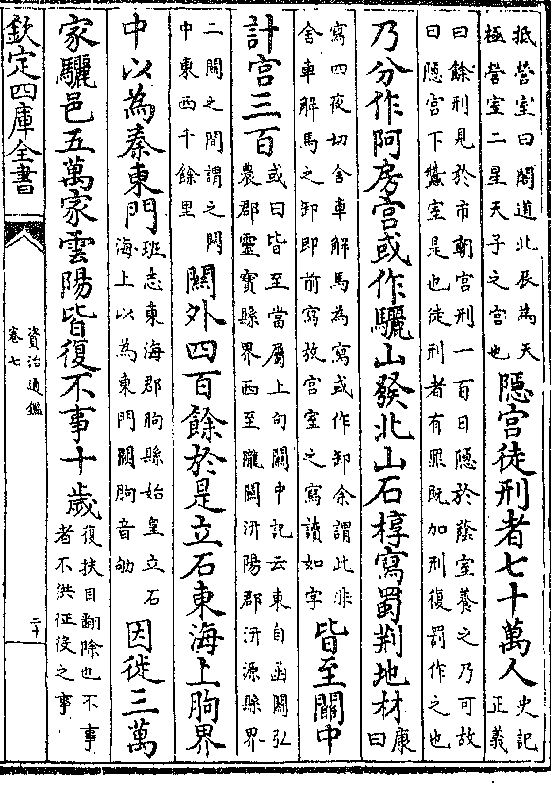 抵營室曰閣道北辰為天
極營室二星天子之宮也
隠宮徒刑者七十萬人
史記
正義
曰餘刑見於市朝宫刑一百日隠於䕃室養之乃可故
曰隠宫下蠶室是也徒刑者有罪既加刑復罰作之也
乃分作阿房宫或作驪山發北山石椁寫蜀荆地材
康
曰
寫四夜切舎車解馬為寫或作卸余謂此非
舎車解馬之卸即前寫放宫室之寫讀如字
皆至關中
計宫三百
或曰皆至當屬上句關中記云東自函關弘
農郡靈寳縣界西至隴關汧陽郡汧源縣界
二關之間謂之關
中東西千餘里
關外四百餘於是立石東海上朐界
中以為秦東門
班志東海郡朐縣始皇立石
海上以為東門闕朐音劬
因徙三萬
家驪邑五萬家雲陽皆復不事十歳
復扶目翻除也不事
者不供征役之事
欽定四庫全書
資治通鑑
卷七
二十